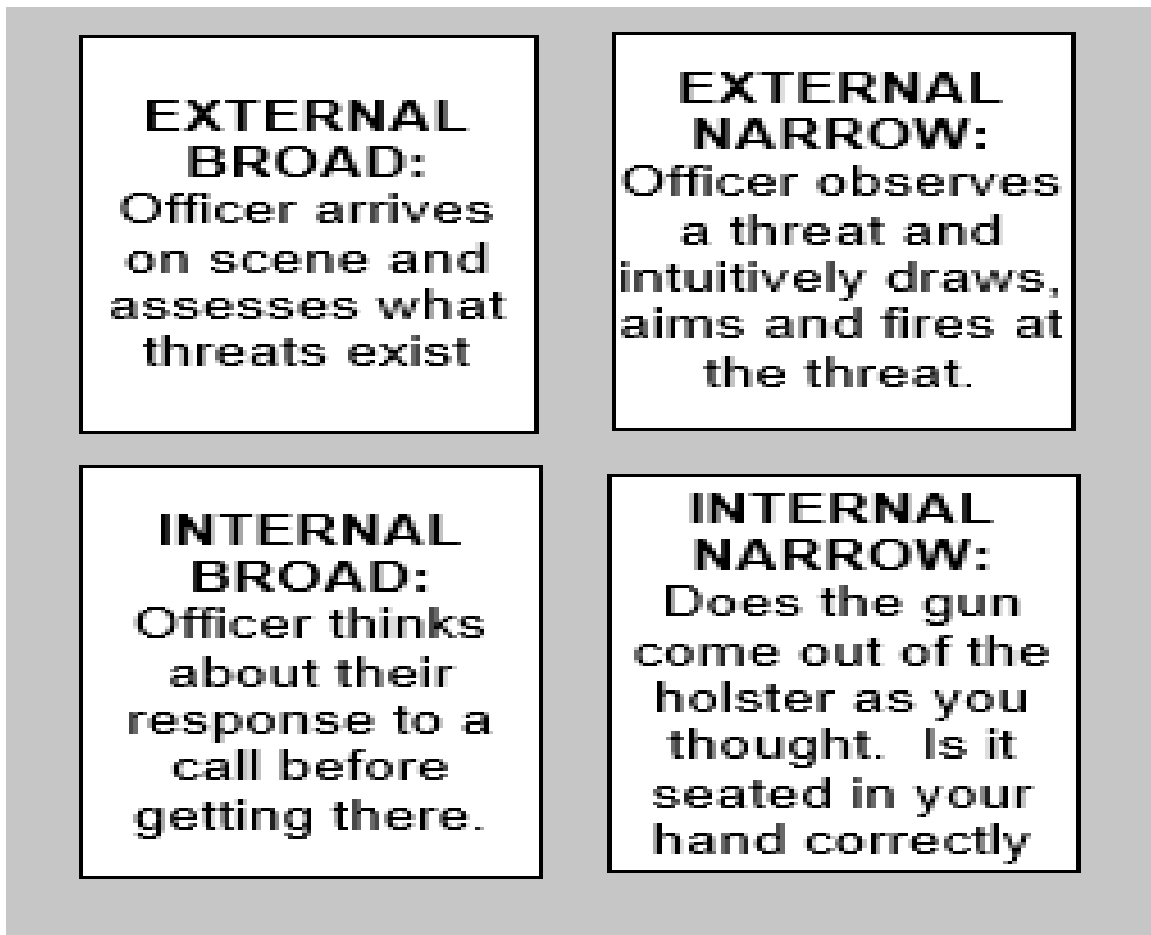 EXTERNAL
BROAD:
Officer arrives
on scene and
assesses what
threats exist
EXTERNAL
NARROW:
Officer observes
a threat and
intuitively draws,
aims and fires at
the threat.
INTERNAL
BROAD:
Officer thinks
about their
response to a
call before
getting there.
INTERNAL
NARROW:
Does the gun
come out of the
holster as you
thought.  Is it
seated in your
hand correctly